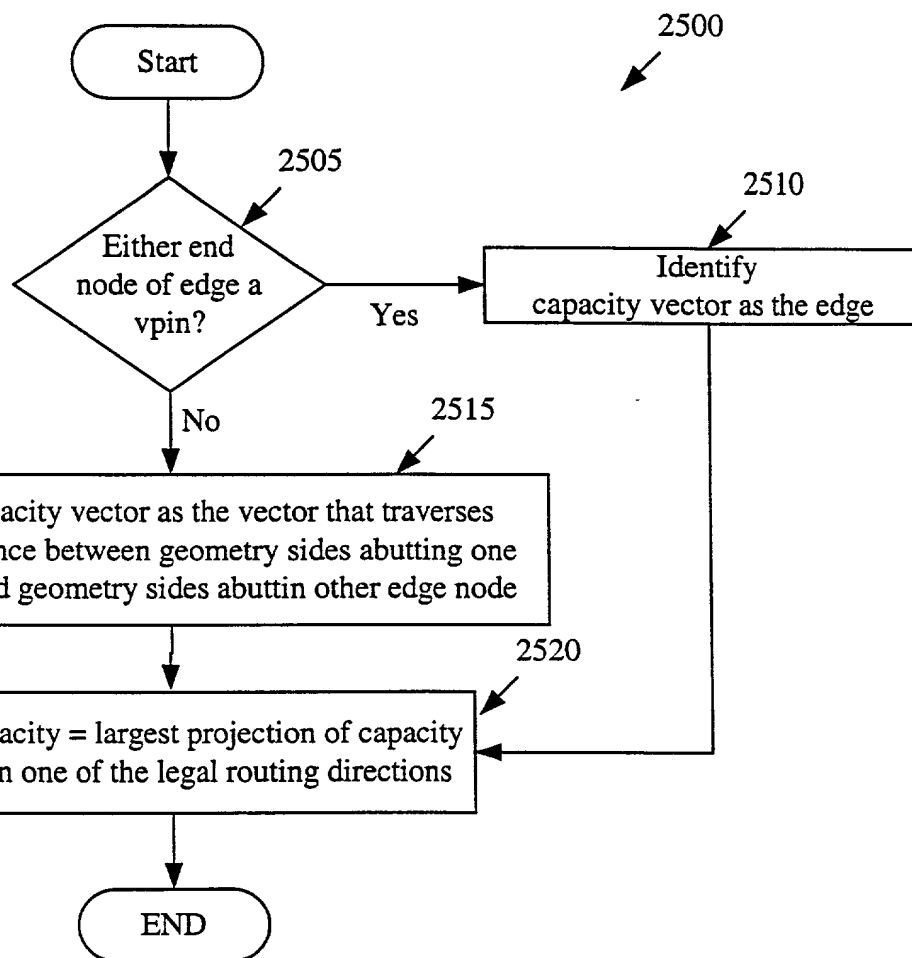 2500
Start
2505
Either end
node of edge a
vpin?
Yes
2510
Identify
capacity vector as the edge
No
2515
acity vector as the vector that traverses
nce between geometry sides abutting one
d geometry sides abuttin other edge node
2520
acity = largest projection of capacity
n one of the legal routing directions
END